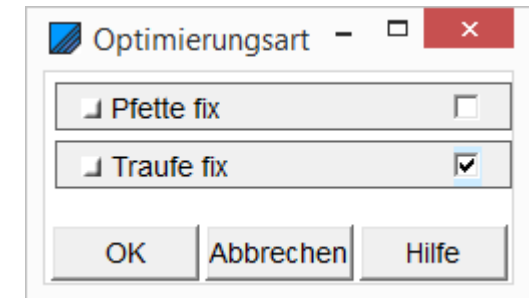 Optimierungsart
Pfette fix
Traufe fix
OK Abbrechen Hilfe